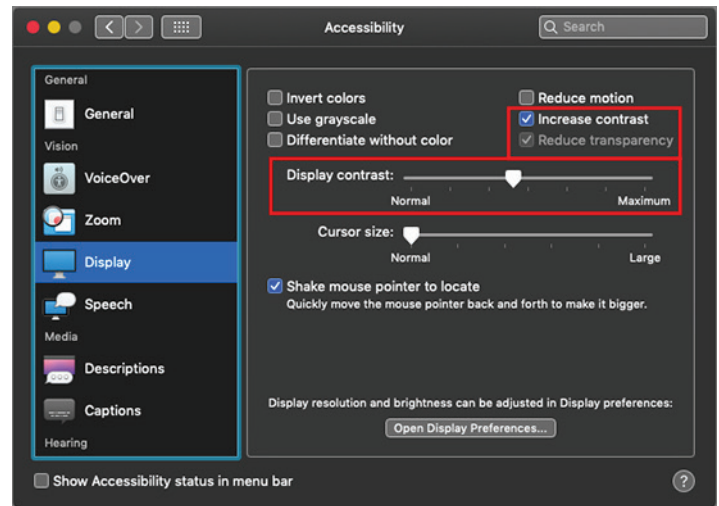 Accessibility
Search
General
General
Vision
VoiceOver
Zoom
Display
Speech
Media
Descriptions
Captions
Hearing
Invert colors
Reduce motion
Use grayscale
Increase contrast
Differentiate without color
Reduce transparency
Display contrast:
Normal Maximum
Cursor size:
Normal Large
Shake mouse pointer to locate
Quickly move the mouse pointer back and forth to make it bigger.
Display resolution and brightness can be adjusted in Display preferences:
Open Display Preferences...
Show Accessibility status in menu bar
?